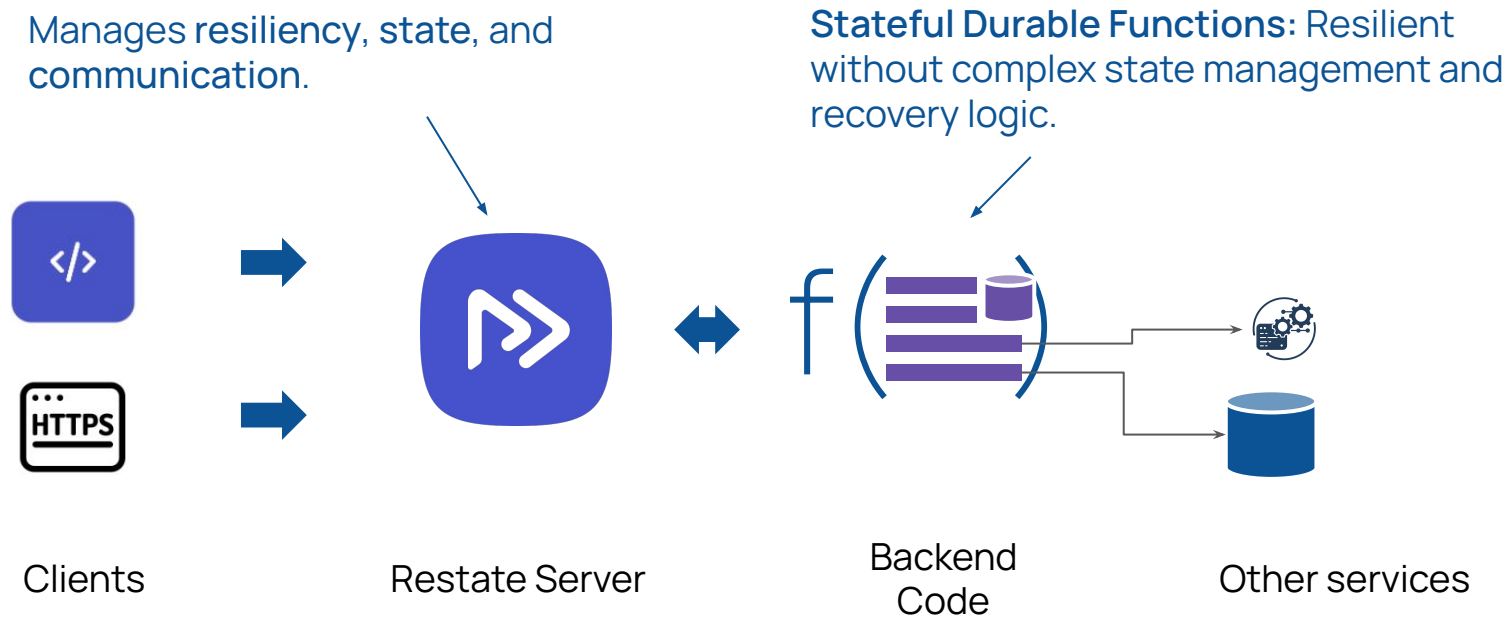 Manages resiliency, state, and
communication.
Stateful Durable Functions: Resilient
without complex state management and
recovery logic.
</>
HTTPS
f( )
Clients
Restate Server
Backend
Code
Other services